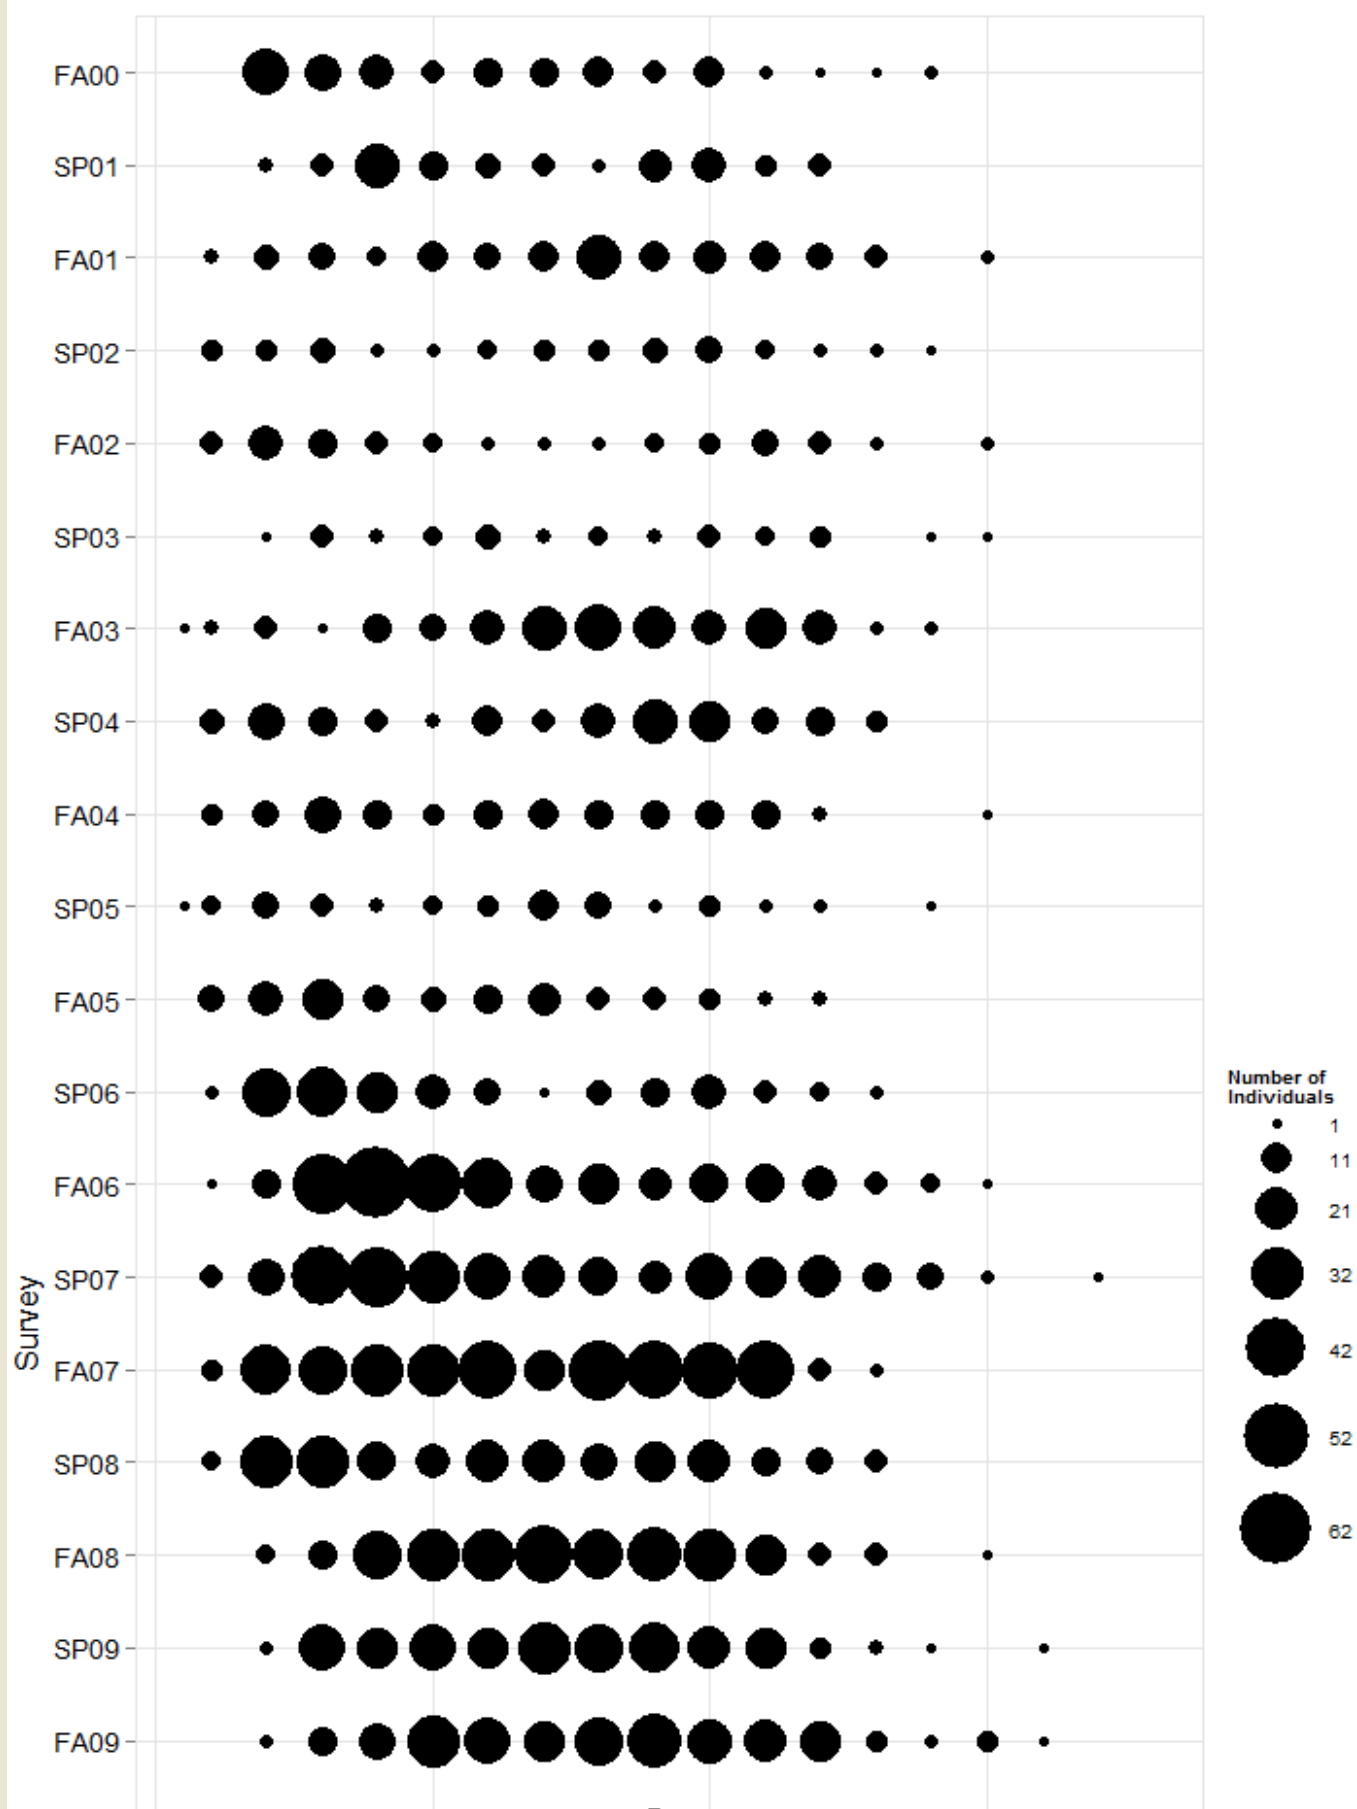 FA00
SP01
FA01
SP02
FA02
SP03
FA03
SP04
FA04
SP05
FA05
SP06
FA06
SP07
FA07
SP08
FA08
SP09
FA09
Survey
Number of
Individuals
1
11
21
32
42
52
62